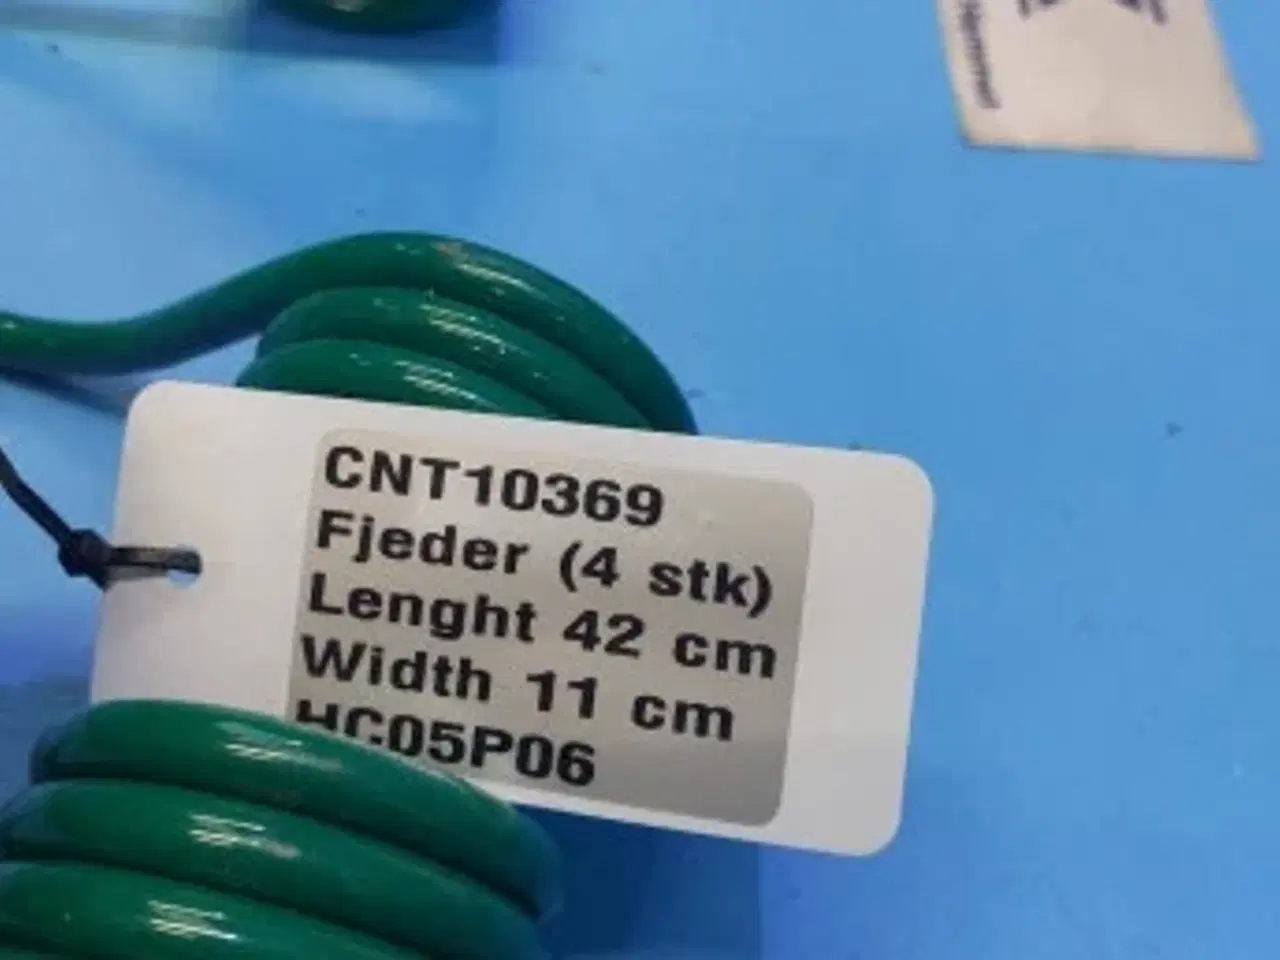 CNT10369
Fjeder (4 stk)
Lenght 42 cm
Width 11 cm
HC05P06